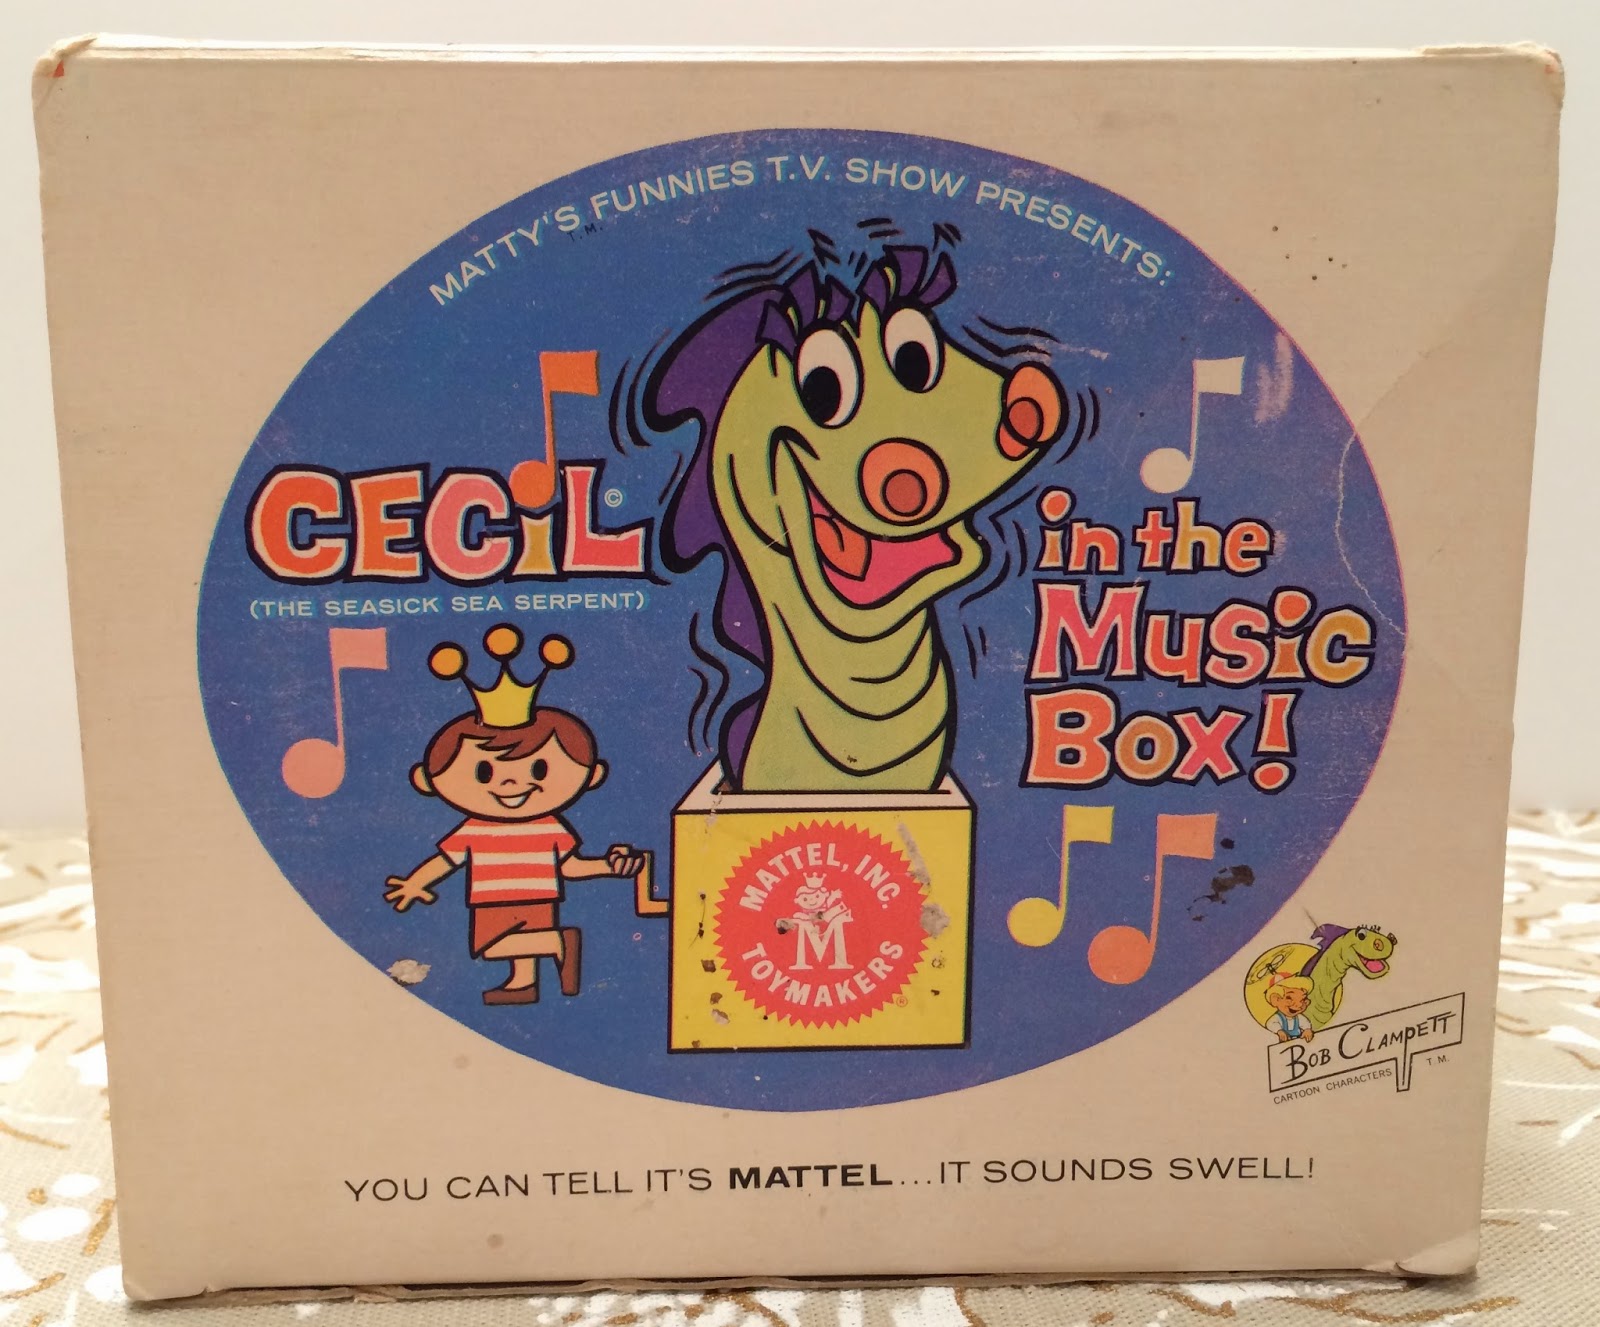 MATTY'S FUNNIES T.V. SHOW PRESENTS:
T.M.
CECIL ©
(THE SEASICK SEA SERPENT)
in the
Music
Box!
MATTEL, INC.
M
TOYMAKERS ®
BOB CLAMPETT
CARTOON CHARACTERS T.M.
YOU CAN TELL IT'S MATTEL...IT SOUNDS SWELL!